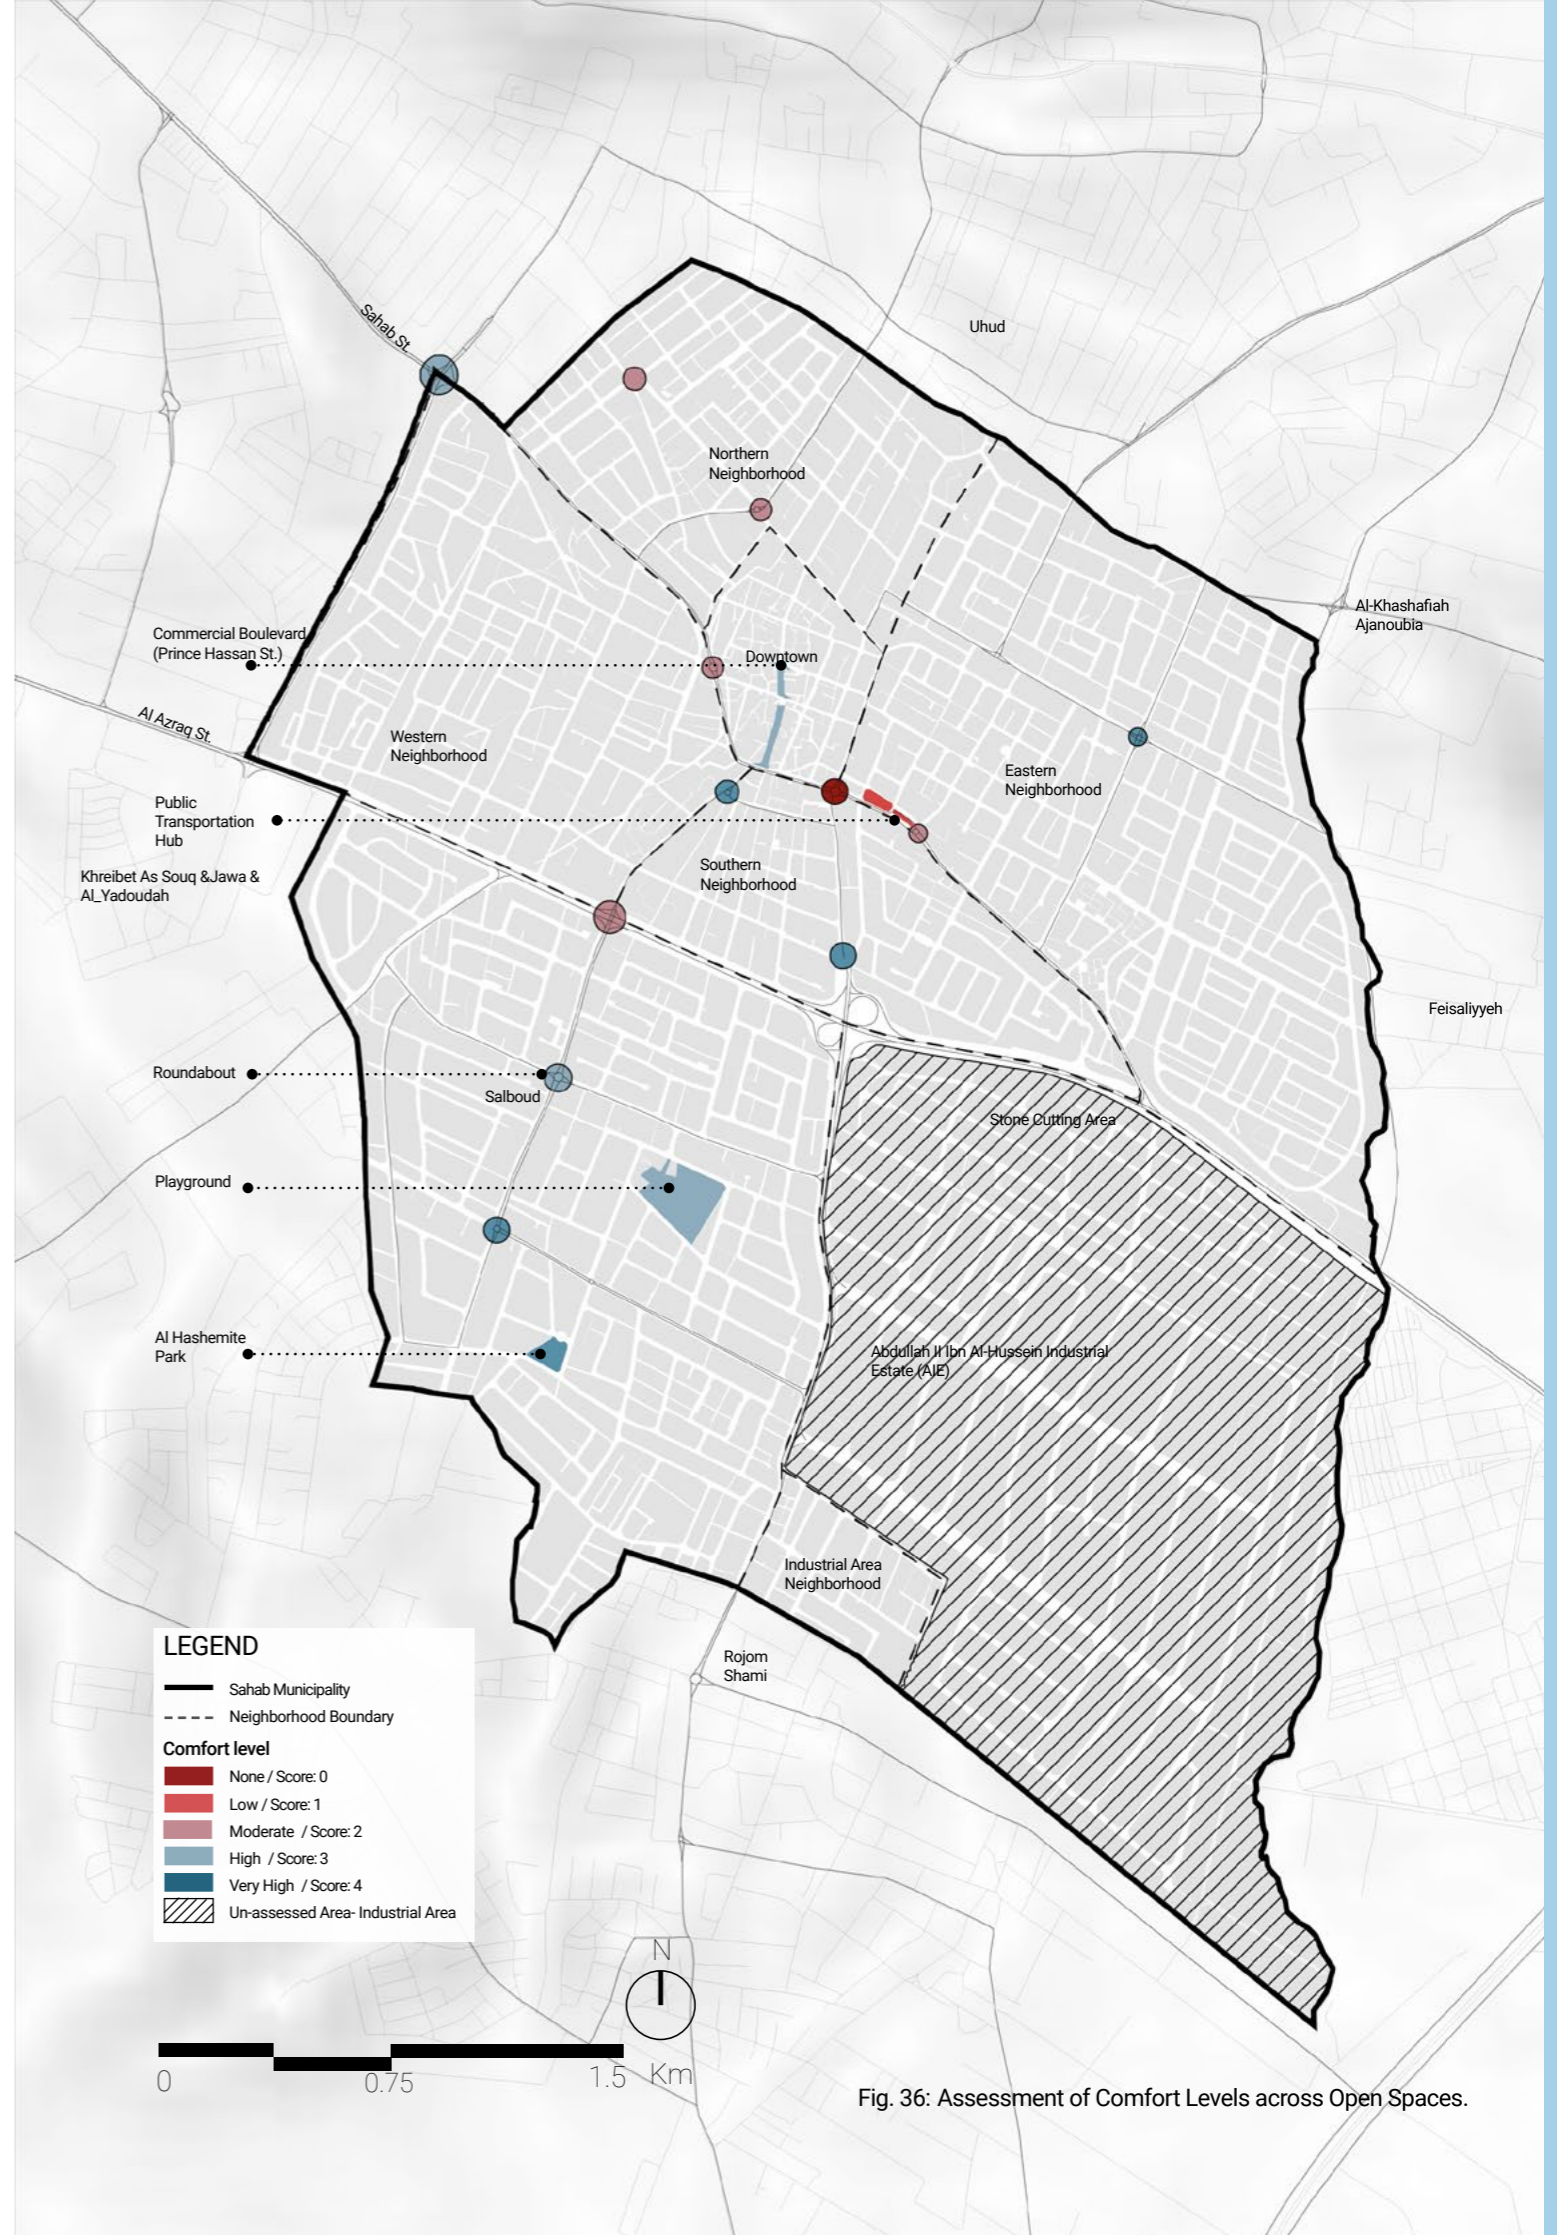 Sahab St.
Uhud
Northern
Neighborhood
Al-Khashafiah
Ajanoubia
Commercial Boulevard
(Prince Hassan St.)
Downtown
Al Azraq St.
Western
Neighborhood
Eastern
Neighborhood
Public
Transportation
Hub
Southern
Neighborhood
Khreibet As Souq &Jawa &
Al_Yadoudah
Feisaliyyeh
Roundabout
Salboud
Stone Cutting Area
Playground
Al Hashemite
Park
Abdullah II Ibn Al-Hussein Industrial
Estate (AIE)
Industrial Area
Neighborhood
Rojom
Shami
LEGEND
Sahab Municipality
Neighborhood Boundary
Comfort level
None / Score: 0
Low / Score: 1
Moderate / Score: 2
High / Score: 3
Very High / Score: 4
Un-assessed Area- Industrial Area
N
0 0.75 1.5 Km
Fig. 36: Assessment of Comfort Levels across Open Spaces.